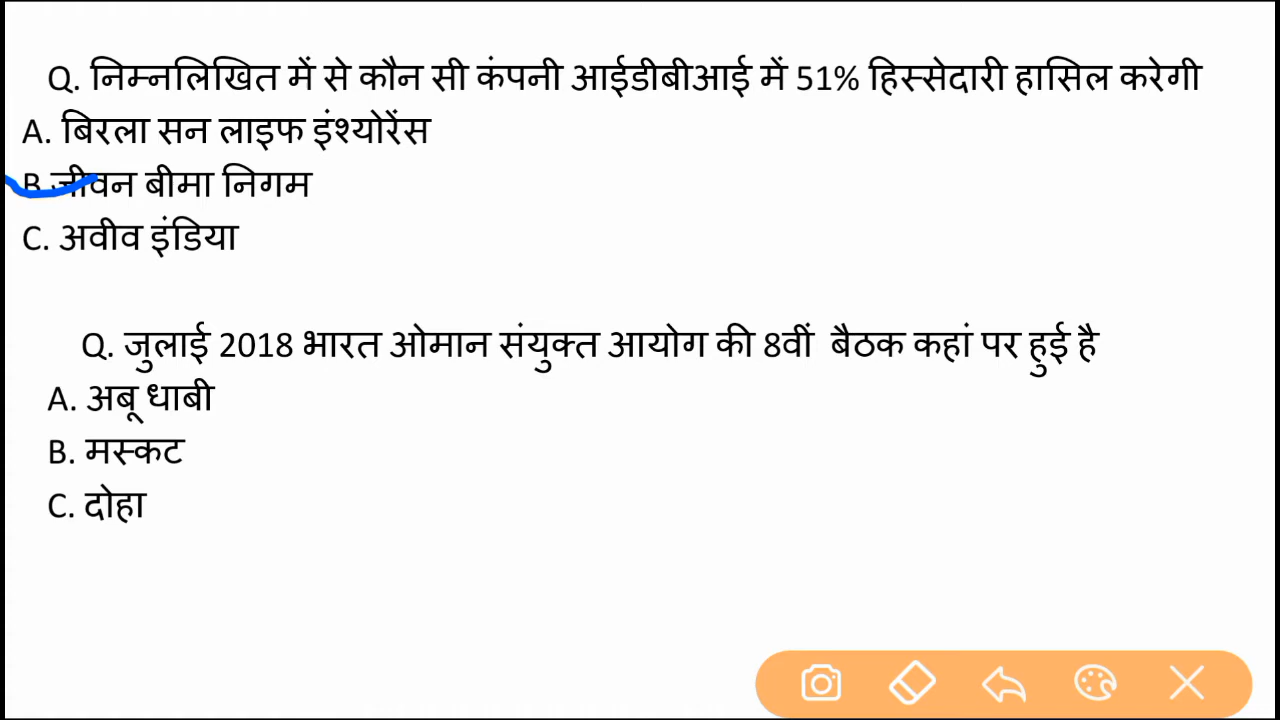 Q. निम्नलिखित में से कौन सी कंपनी आईडीबीआई में 51% हिस्सेदारी हासिल करेगी
A. बिरला सन लाइफ इंश्योरेंस
B जीवन बीमा निगम
C. अवीव इंडिया
Q. जुलाई 2018 भारत ओमान संयुक्त आयोग की 8वीं बैठक कहां पर हुई है
A. अबू धाबी
B. मस्कट
C. दोहा